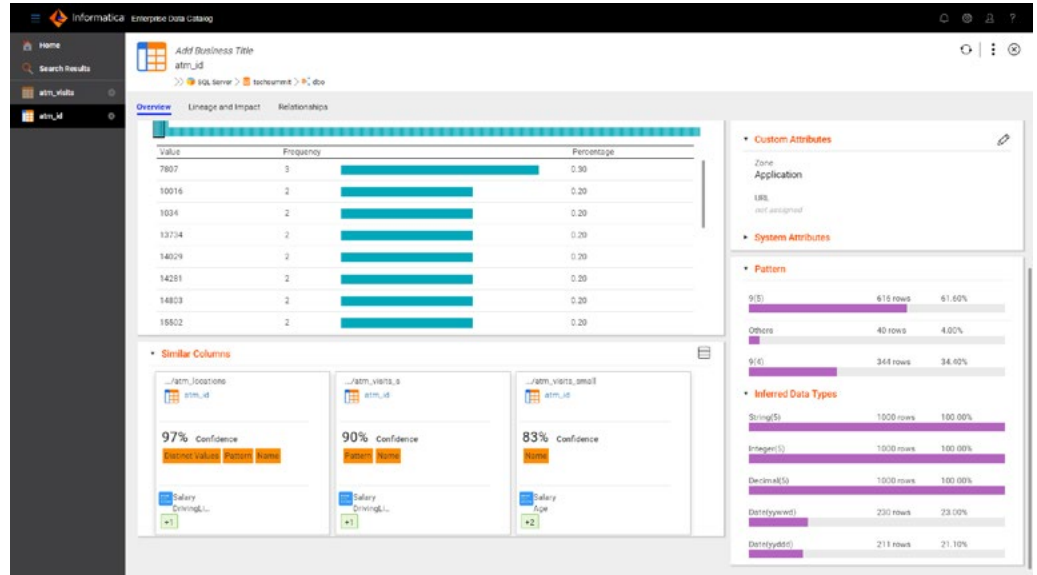 Informatica Enterprise Data Catalog
?
Home
Search Results
atm_visits
atm_id
Add Business Title
atm_id
SQL Server > techsummit > dbo
Overview Lineage and Impact Relationships
Value Frequency Percentage
7807 3 0.30
10016 2 0.20
1034 2 0.20
13734 2 0.20
14029 2 0.20
14281 2 0.20
14803 2 0.20
15502 2 0.20
Similar Columns
.../atm_locations
atm_id
97% Confidence
Distinct Values Pattern Name
Salary
DrivingLi...
+1
.../atm_visits_s
atm_id
90% Confidence
Pattern Name
Salary
DrivingLi...
+1
.../atm_visits_small
atm_id
83% Confidence
Name
Salary
Age
+2
Custom Attributes
Zone
Application
URL
not assigned
System Attributes
Pattern
9(5) 616 rows 61.60%
Others 40 rows 4.00%
9(4) 344 rows 34.40%
Inferred Data Types
String(5) 1000 rows 100.00%
Integer(5) 1000 rows 100.00%
Decimal(5) 1000 rows 100.00%
Date(yywwd) 230 rows 23.00%
Date(yyddd) 211 rows 21.10%